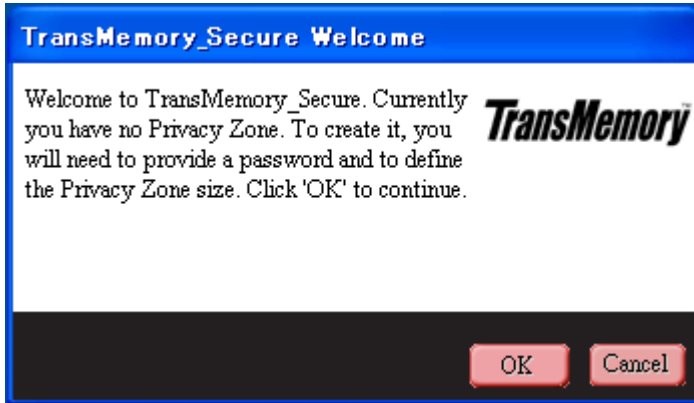 TransMemory_Secure Welcome
Welcome to TransMemory_Secure. Currently
you have no Privacy Zone. To create it, you
will need to provide a password and to define
the Privacy Zone size. Click 'OK' to continue.
TransMemory™
OK
Cancel